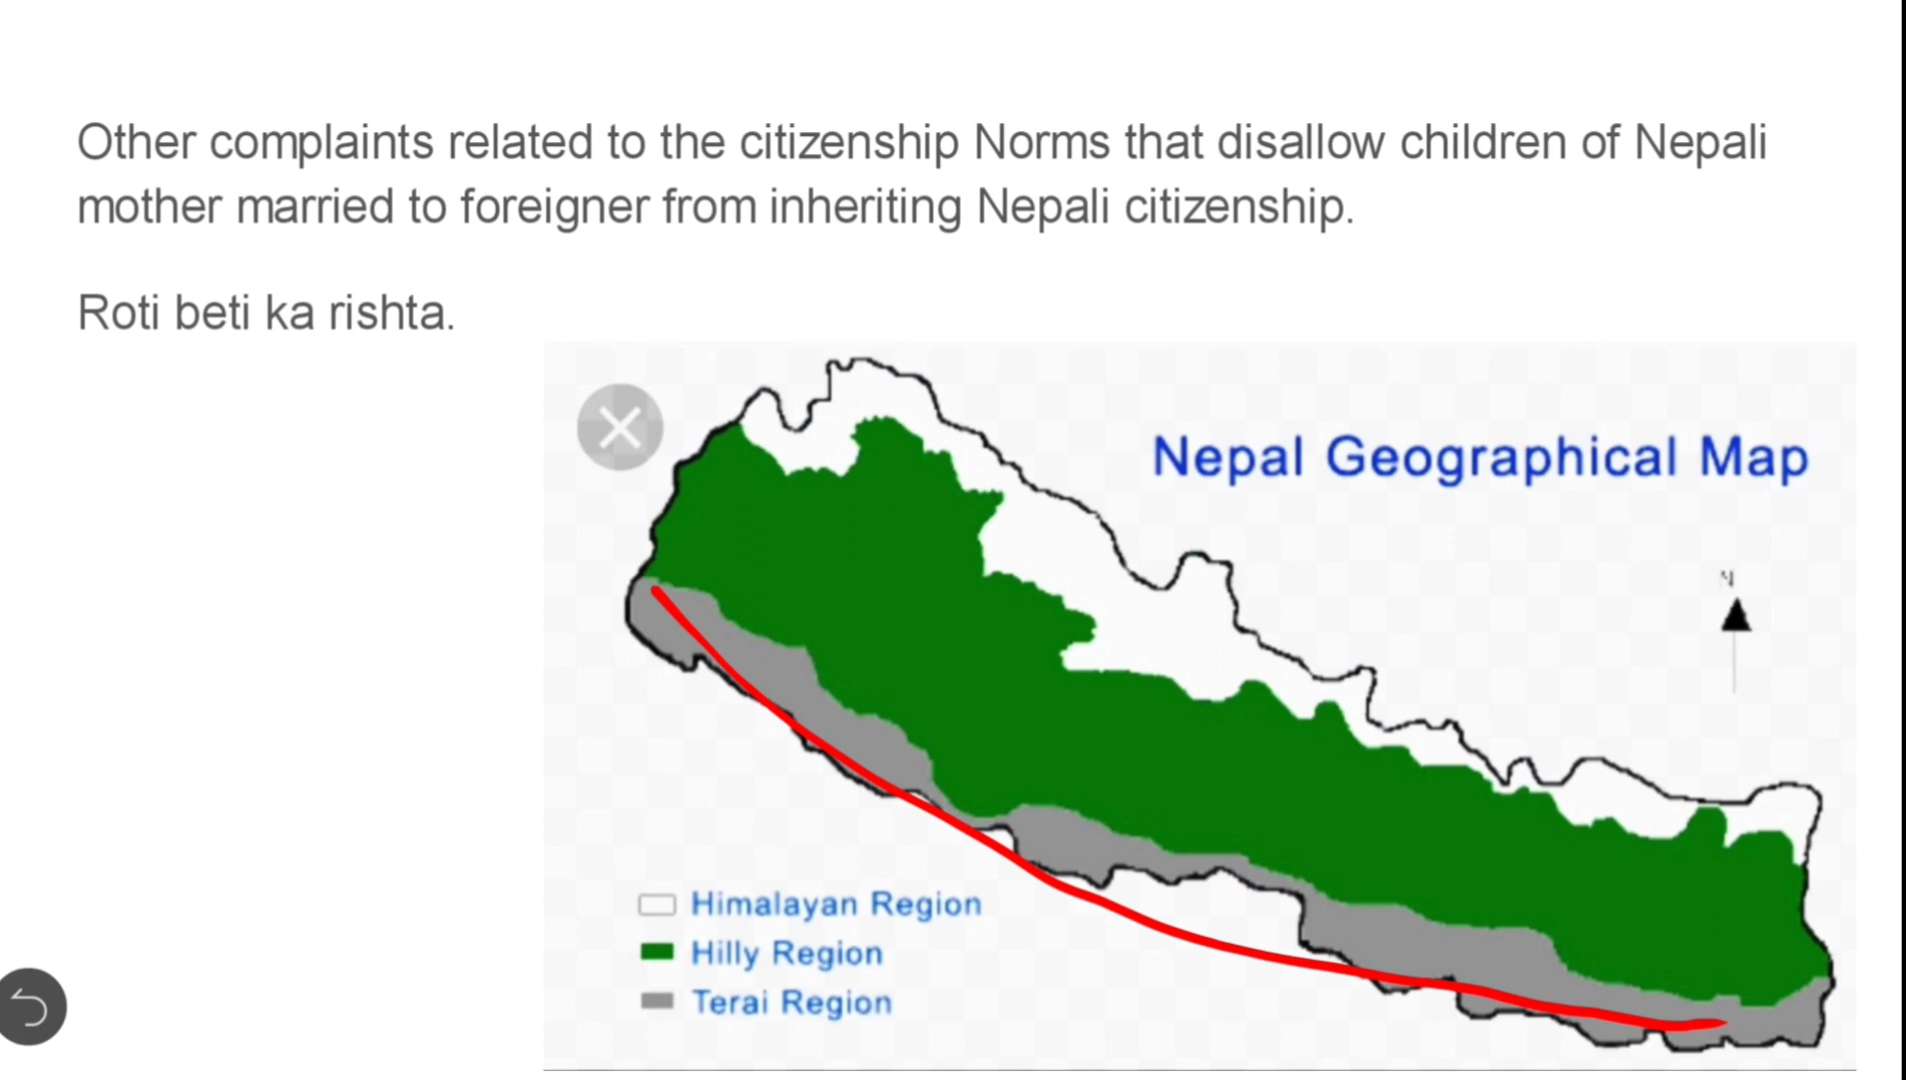 Other complaints related to the citizenship Norms that disallow children of Nepali
mother married to foreigner from inheriting Nepali citizenship.
Roti beti ka rishta.
Nepal Geographical Map
N
Himalayan Region
Hilly Region
Terai Region